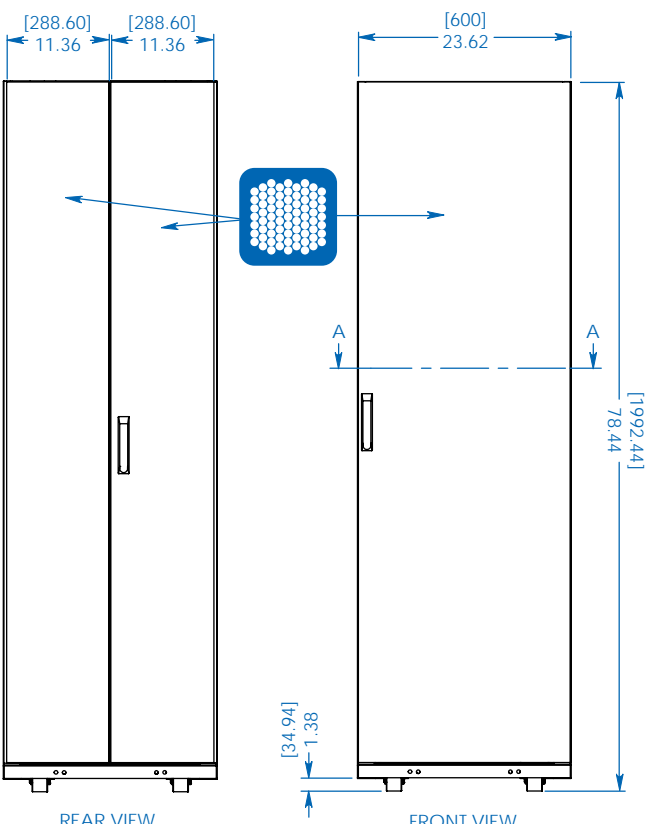 [288.60]
11.36
[288.60]
11.36
[600]
23.62
A
A
[1992.44]
78.44
[34.94]
1.38
REAR VIEW
FRONT VIEW